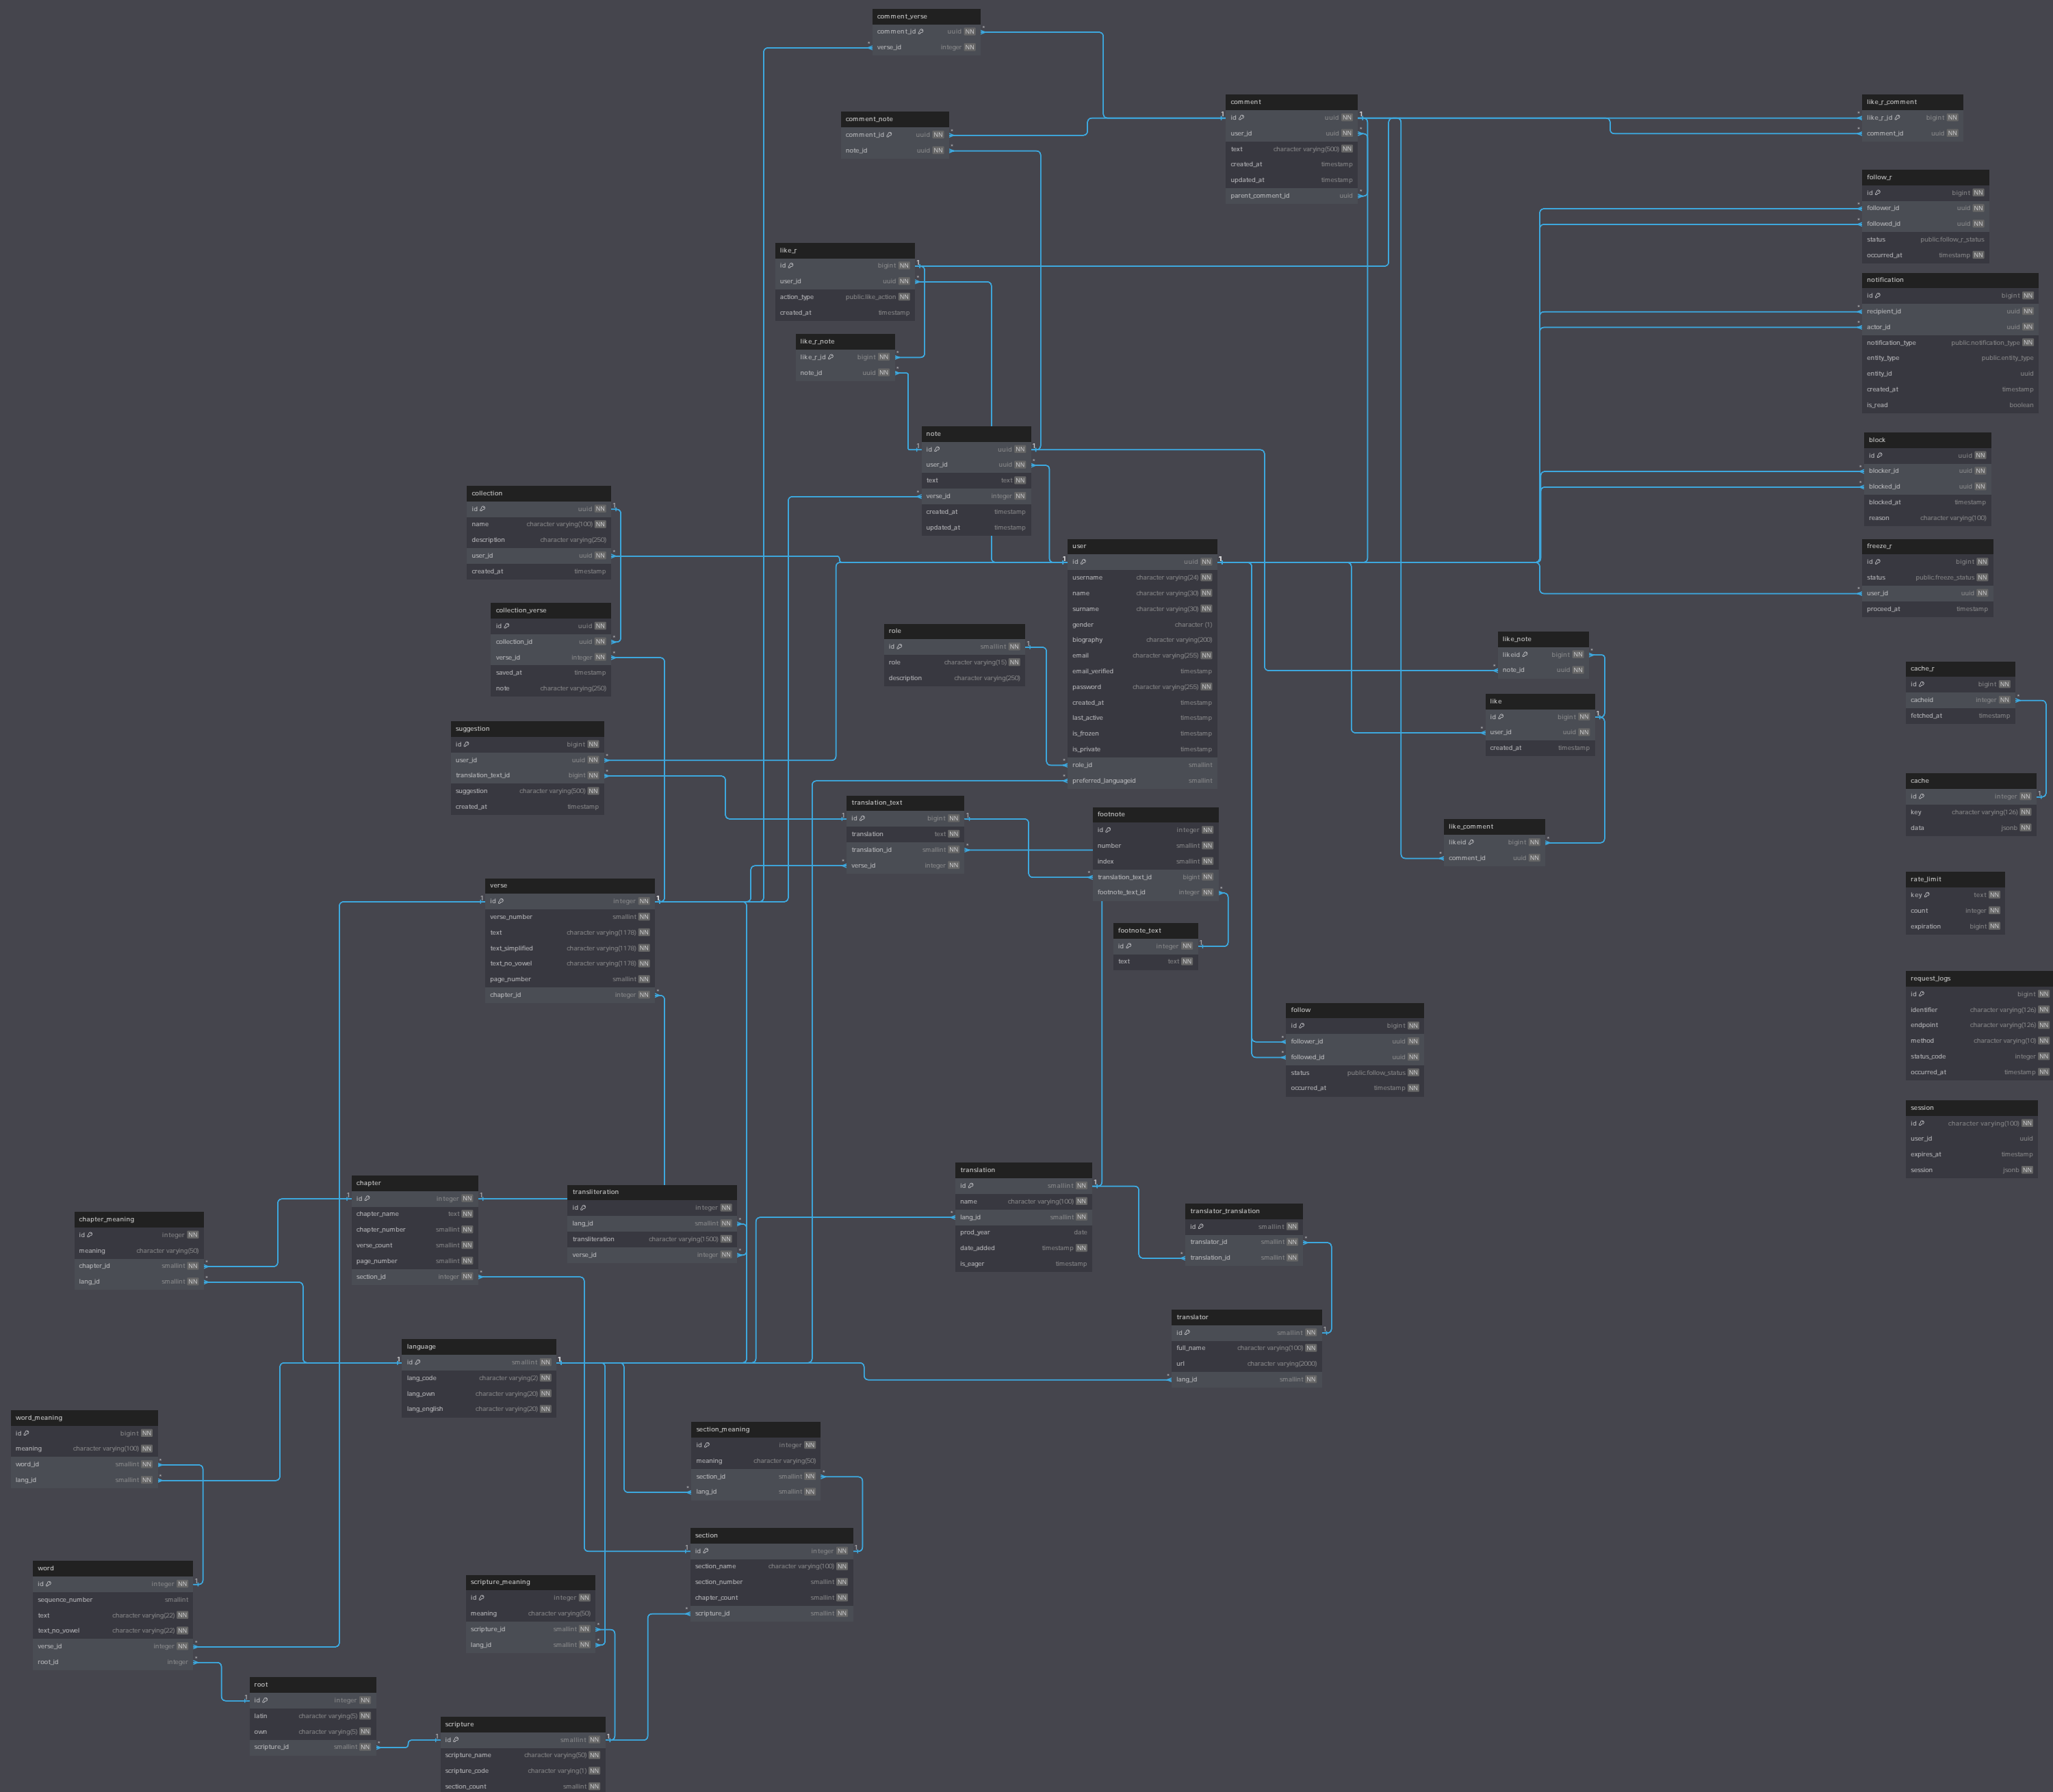 comment_verse
comment_id uuid NN
verse_id integer NN
comment_note
comment_id uuid NN
note_id uuid NN
comment
id uuid NN
user_id uuid NN
text character varying(500) NN
created_at timestamp
updated_at timestamp
parent_comment_id uuid
like_r_comment
like_r_id bigint NN
comment_id uuid NN
follow_r
id bigint NN
follower_id uuid NN
followed_id uuid NN
status public.follow_r_status
occurred_at timestamp NN
notification
id bigint NN
recipient_id uuid NN
actor_id uuid NN
notification_type public.notification_type NN
entity_type public.entity_type
entity_id uuid
created_at timestamp
is_read boolean
like_r
id bigint NN
user_id uuid NN
action_type public.like_action NN
created_at timestamp
like_r_note
like_r_id bigint NN
note_id uuid NN
note
id uuid NN
user_id uuid NN
text text NN
verse_id integer NN
created_at timestamp
updated_at timestamp
block
id uuid NN
blocker_id uuid NN
blocked_id uuid NN
blocked_at timestamp
reason character varying(100)
freeze_r
id bigint NN
status public.freeze_status NN
user_id uuid NN
proceed_at timestamp
collection
id uuid NN
name character varying(100) NN
description character varying(250)
user_id uuid NN
created_at timestamp
collection_verse
id uuid NN
collection_id uuid NN
verse_id integer NN
saved_at timestamp
note character varying(250)
user
id uuid NN
username character varying(24) NN
name character varying(30) NN
surname character varying(30) NN
gender character (1)
biography character varying(200)
email character varying(255) NN
email_verified timestamp
password character varying(255) NN
created_at timestamp
last_active timestamp
is_frozen timestamp
is_private timestamp
role_id smallint
preferred_languageid smallint
role
id smallint NN
role character varying(15) NN
description character varying(250)
like_note
likeid bigint NN
note_id uuid NN
like
id bigint NN
user_id uuid NN
created_at timestamp
like_comment
likeid bigint NN
comment_id uuid NN
cache_r
id bigint NN
cacheid integer NN
fetched_at timestamp
cache
id integer NN
key character varying(126) NN
data jsonb NN
rate_limit
key text NN
count integer NN
expiration bigint NN
request_logs
id bigint NN
identifier character varying(126) NN
endpoint character varying(126) NN
method character varying(10) NN
status_code integer NN
occurred_at timestamp NN
session
id character varying(100) NN
user_id uuid
expires_at timestamp
session jsonb NN
suggestion
id bigint NN
user_id uuid NN
translation_text_id bigint NN
suggestion character varying(500) NN
created_at timestamp
translation_text
id bigint NN
translation text NN
translation_id smallint NN
verse_id integer NN
footnote
id integer NN
number smallint NN
index smallint NN
translation_text_id bigint NN
footnote_text_id integer NN
footnote_text
id integer NN
text text NN
verse
id integer NN
verse_number smallint NN
text character varying(1178) NN
text_simplified character varying(1178) NN
text_no_vowel character varying(1178) NN
page_number smallint NN
chapter_id integer NN
follow
id bigint NN
follower_id uuid NN
followed_id uuid NN
status public.follow_status NN
occurred_at timestamp NN
chapter
id integer NN
chapter_name text NN
chapter_number smallint NN
verse_count smallint NN
page_number smallint NN
section_id integer NN
transliteration
id integer NN
lang_id smallint NN
transliteration character varying(1500) NN
verse_id integer NN
translation
id smallint NN
name character varying(100) NN
lang_id smallint NN
prod_year date
date_added timestamp NN
is_eager timestamp
translator_translation
id smallint NN
translator_id smallint NN
translation_id smallint NN
translator
id smallint NN
full_name character varying(100) NN
url character varying(2000)
lang_id smallint NN
chapter_meaning
id integer NN
meaning character varying(50)
chapter_id smallint NN
lang_id smallint NN
language
id smallint NN
lang_code character varying(2) NN
lang_own character varying(20) NN
lang_english character varying(20) NN
word_meaning
id bigint NN
meaning character varying(100) NN
word_id smallint NN
lang_id smallint NN
section_meaning
id integer NN
meaning character varying(50)
section_id smallint NN
lang_id smallint NN
section
id integer NN
section_name character varying(100) NN
section_number smallint NN
chapter_count smallint NN
scripture_id smallint NN
word
id integer NN
sequence_number smallint
text character varying(22) NN
text_no_vowel character varying(22) NN
verse_id integer NN
root_id integer
scripture_meaning
id integer NN
meaning character varying(50)
scripture_id smallint NN
lang_id smallint NN
root
id integer NN
latin character varying(5) NN
own character varying(5) NN
scripture_id smallint NN
scripture
id smallint NN
scripture_name character varying(50) NN
scripture_code character varying(1) NN
section_count smallint NN